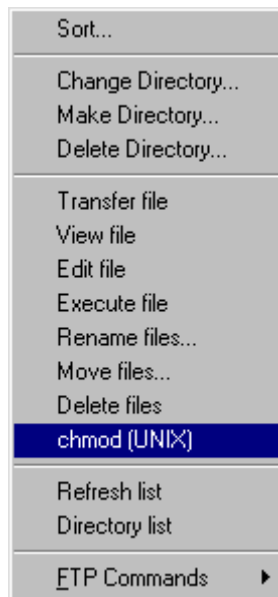 Sort...
Change Directory...
Make Directory...
Delete Directory...
Transfer file
View file
Edit file
Execute file
Rename files...
Move files...
Delete files
chmod (UNIX)
Refresh list
Directory list
FTP Commands